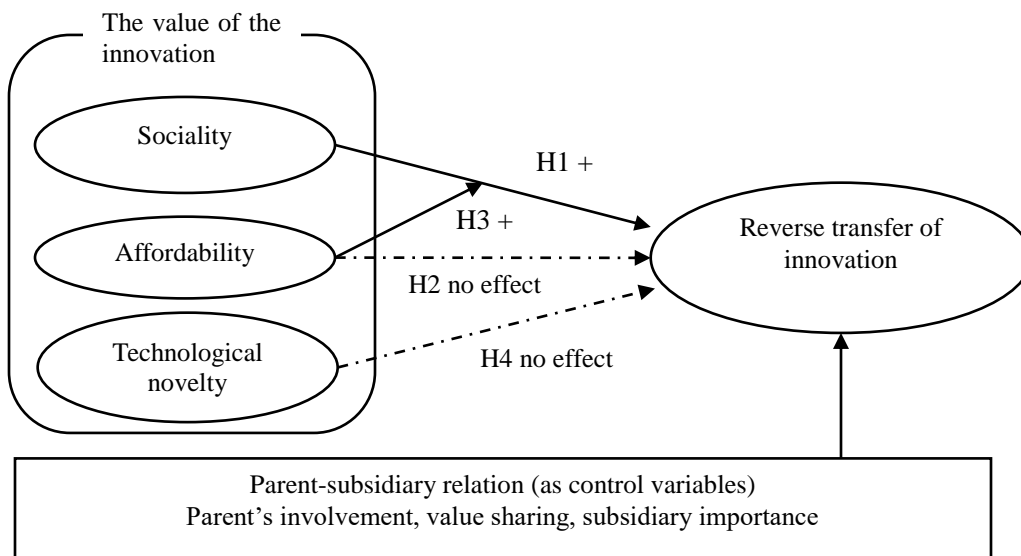 The value of the
innovation
Sociality
H1 +
H3 +
Affordability
Reverse transfer of
innovation
H2 no effect
Technological
novelty
H4 no effect
Parent-subsidiary relation (as control variables)
Parent's involvement, value sharing, subsidiary importance